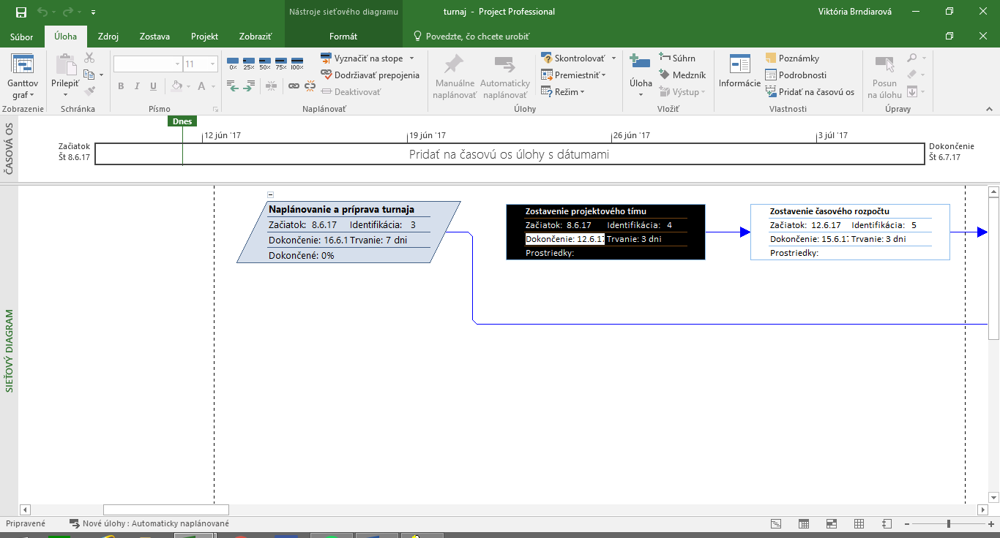 Nástroje sieťového diagramu
turnaj - Project Professional
Viktória Brndiarová
Súbor
Úloha
Zdroj
Zostava
Projekt
Zobraziť
Formát
Povedzte, čo chcete urobiť
Ganttov
graf
Zobrazenie
Prilepiť
Schránka
11
B I U
A
Písmo
0% 25% 50% 75% 100%
Vyznačiť na stope
Dodržiavať prepojenia
Deaktivovať
Naplánovať
Manuálne
naplánovať
Automaticky
naplánovať
Skontrolovať
Premiestniť
Režim
Úlohy
Úloha
Súhrn
Medzník
Výstup
Vložiť
Informácie
Poznámky
Podrobnosti
Pridať na časovú os
Vlastnosti
Posun
na úlohu
Úpravy
ČASOVÁ OS
Dnes
12 jún '17
19 jún '17
26 jún '17
3 júl '17
Začiatok
Št 8.6.17
Pridať na časovú os úlohy s dátumami
Dokončenie
Št 6.7.17
SIEŤOVÝ DIAGRAM
Naplánovanie a príprava turnaja
Začiatok: 8.6.17 Identifikácia: 3
Dokončenie: 16.6.1 Trvanie: 7 dni
Dokončené: 0%
Zostavenie projektového tímu
Začiatok: 8.6.17 Identifikácia: 4
Dokončenie: 12.6.17 Trvanie: 3 dni
Prostriedky:
Zostavenie časového rozpočtu
Začiatok: 12.6.17 Identifikácia: 5
Dokončenie: 15.6.17 Trvanie: 3 dni
Prostriedky:
Pripravené
Nové úlohy : Automaticky naplánované